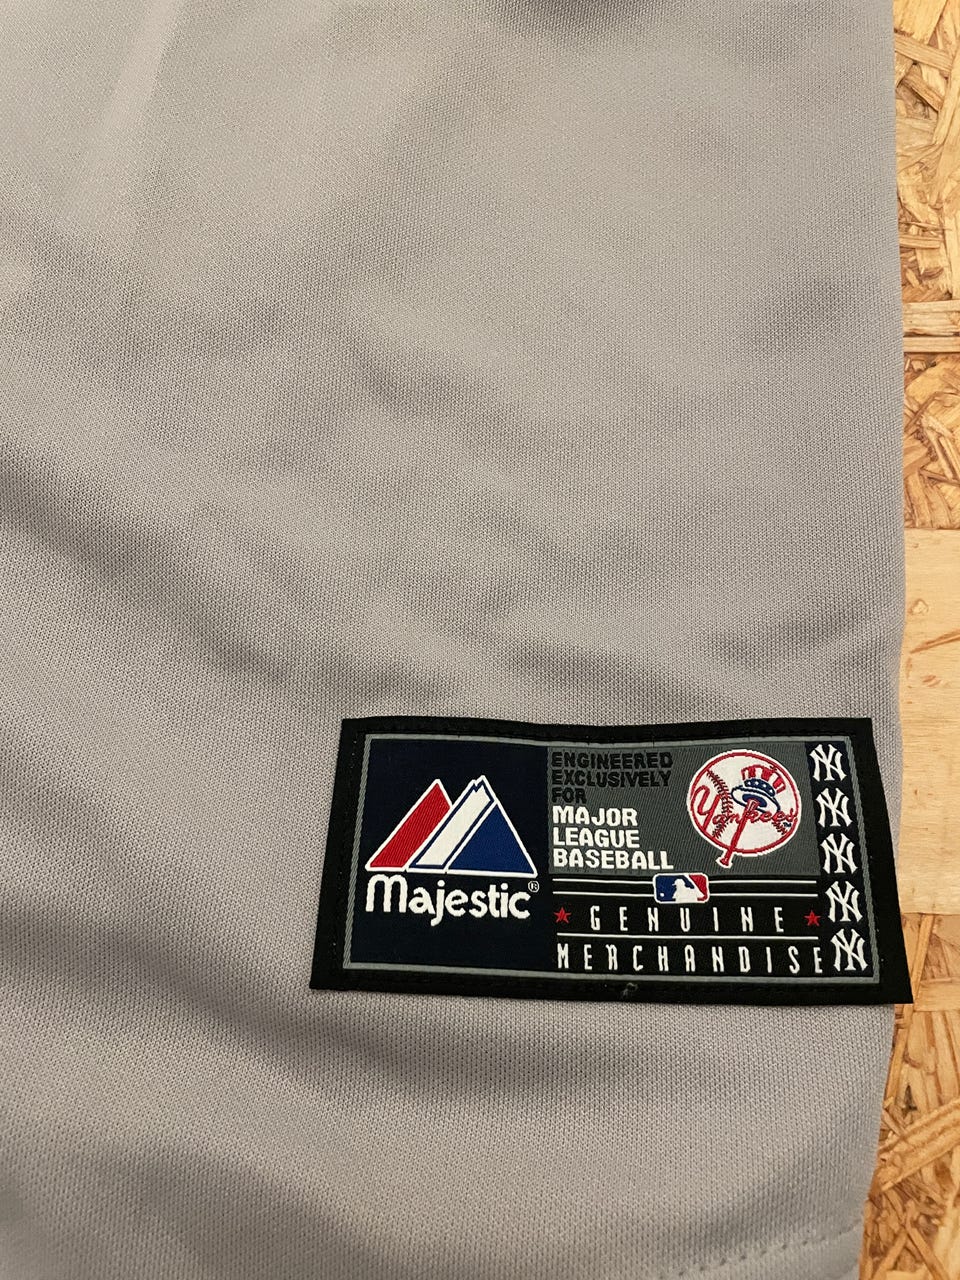 Majestic®
ENGINEERED
EXCLUSIVELY
FOR
MAJOR
LEAGUE
BASEBALL
Yankees
GENUINE
MERCHANDISE
NY
NY
NY
NY
NY